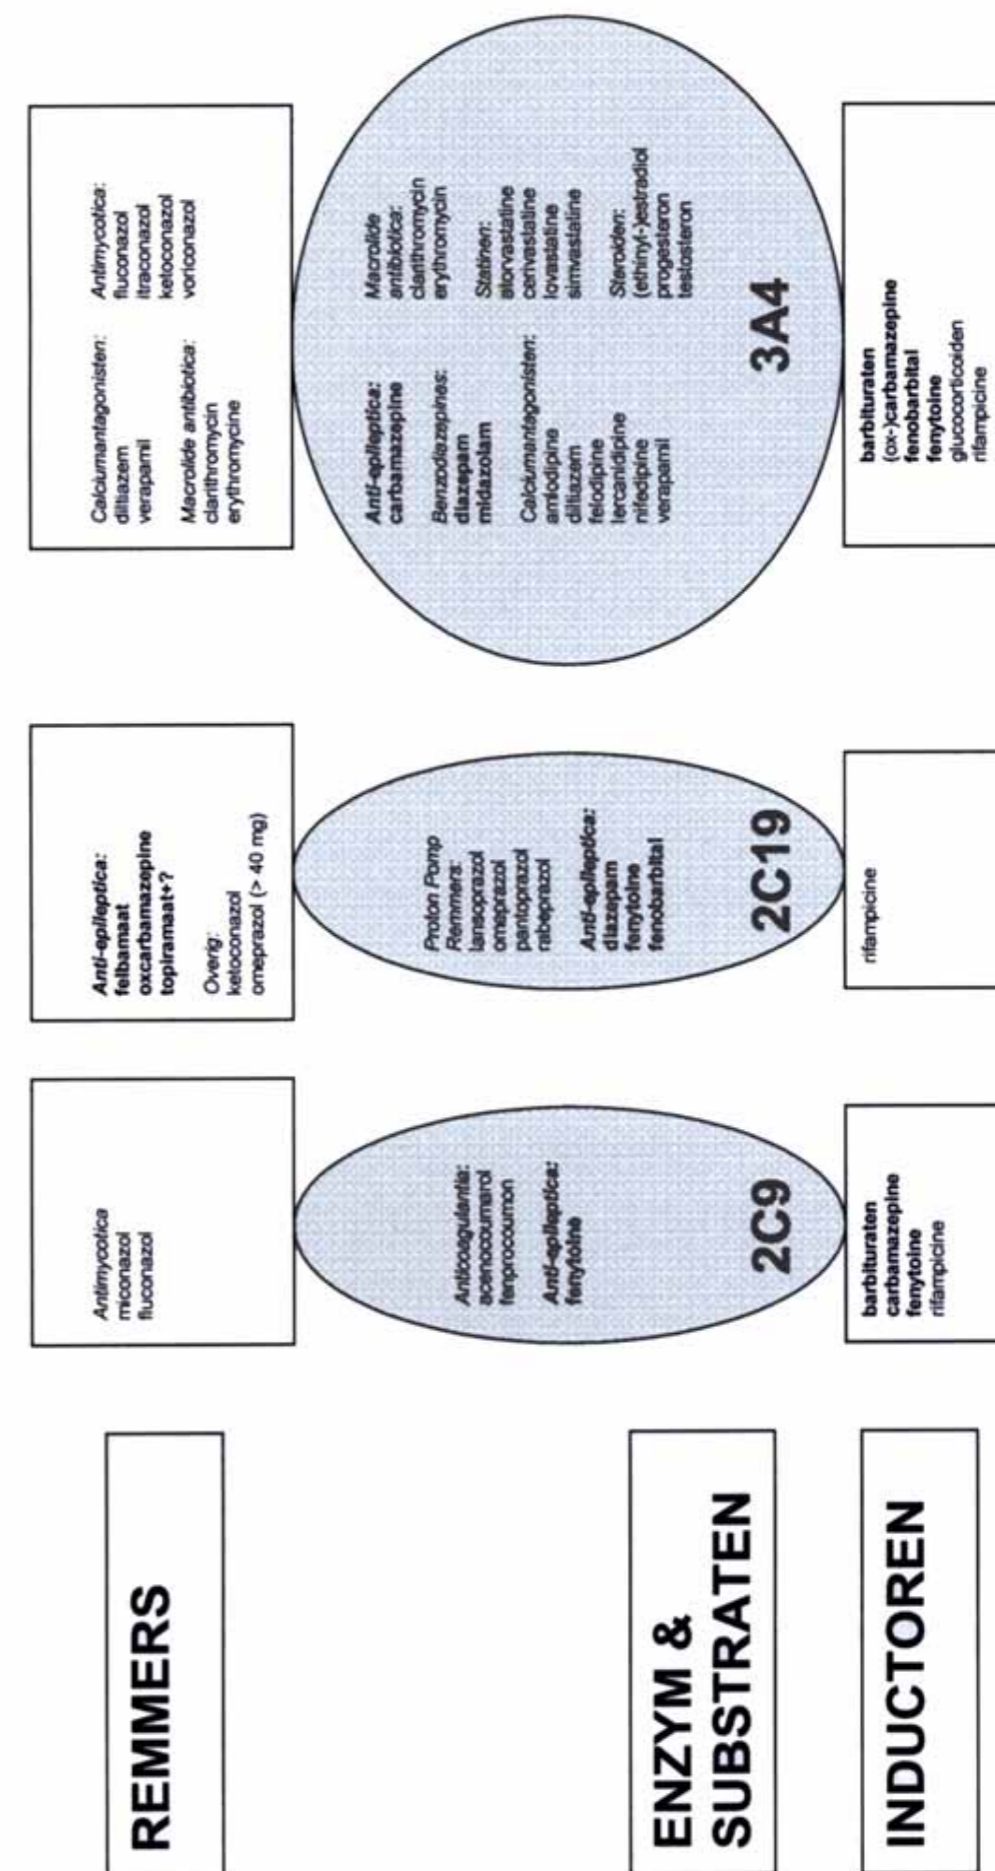 REMMERS
Antimycotica
miconazol
fluconazol
Anti-epileptica:
felbamaat
oxcarbamazepine
topiramaat+?
Overig:
ketoconazol
omeprazol (> 40 mg)
Calciumantagonisten:
diltiazem
verapamil
Macrolide antibiotica:
clarithromycin
erythromycine
Antimycotica:
fluconazol
itraconazol
ketoconazol
voriconazol
ENZYM &
SUBSTRATEN
Anticoagulantia:
acenocoumarol
fenprocoumon
Anti-epileptica:
fenytoine
2C9
Proton Pomp
Remmers:
lansoprazol
omeprazol
pantoprazol
rabeprazol
Anti-epileptica:
diazepam
fenytoine
fenobarbital
2C19
Anti-epileptica:
carbamazepine
Benzodiazepines:
diazepam
midazolam
Calciumantagonisten:
amlodipine
diltiazem
felodipine
lercanidipine
nifedipine
verapamil
Macrolide
antibiotica:
clarithromycin
erythromycin
Statinen:
atorvastatine
cerivastatine
lovastatine
simvastatine
Steroiden:
(ethinyl-)estradiol
progesteron
testosteron
3A4
INDUCTOREN
barbituraten
carbamazepine
fenytoine
rifampicine
rifampicine
barbituraten
(ox-)carbamazepine
fenobarbital
fenytoine
glucocorticoiden
rifampicine